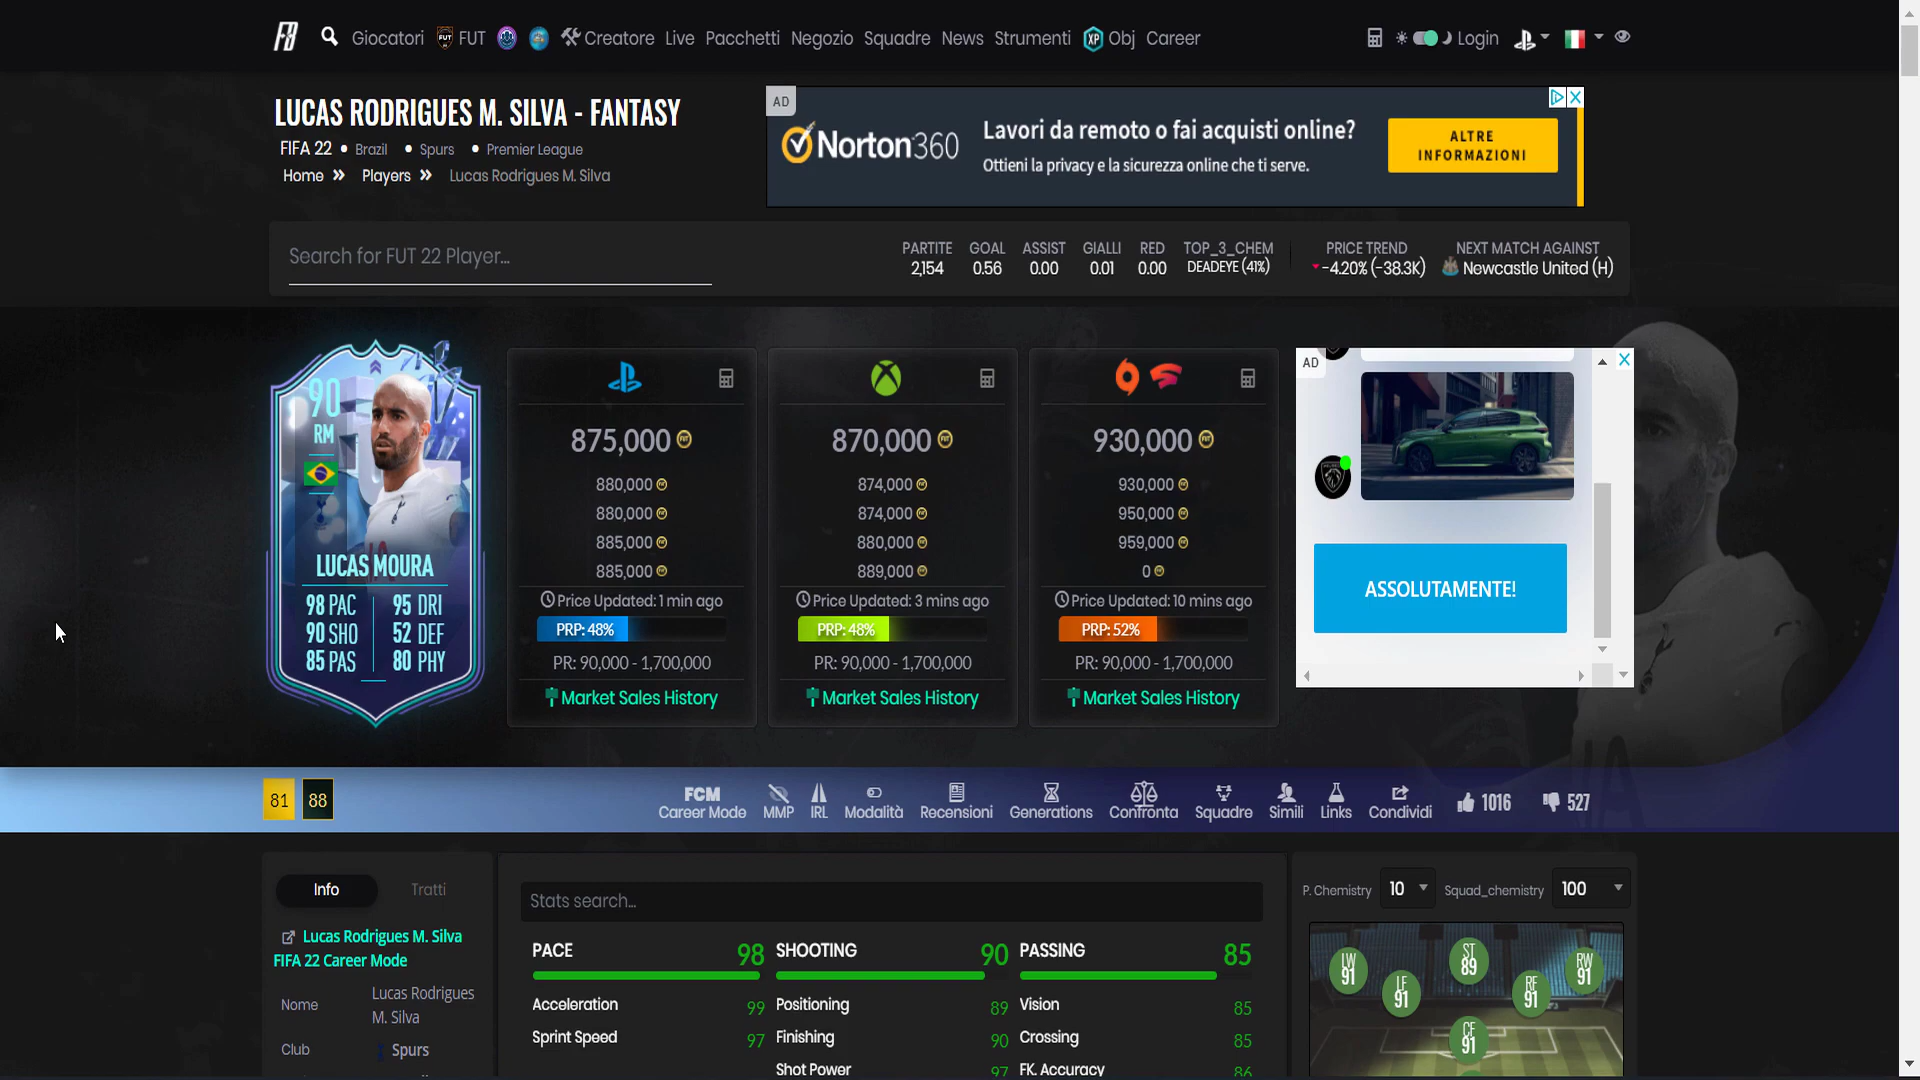 Giocatori FUT Creatore Live Pacchetti Negozio Squadre News Strumenti XP Obj Career Login
LUCAS RODRIGUES M. SILVA - FANTASY
FIFA 22 • Brazil • Spurs • Premier League
Home » Players » Lucas Rodrigues M. Silva
AD
Norton360
Lavori da remoto o fai acquisti online?
Ottieni la privacy e la sicurezza online che ti serve.
ALTRE
INFORMAZIONI
Search for FUT 22 Player...
PARTITE GOAL ASSIST GIALLI RED TOP_3_CHEM PRICE TREND NEXT MATCH AGAINST
2,154 0.56 0.00 0.01 0.00 DEADEYE (41%) -4.20% (-38.3K) Newcastle United (H)
90
RM
LUCAS MOURA
98 PAC 95 DRI
90 SHO 52 DEF
85 PAS 80 PHY
875,000
880,000
880,000
885,000
885,000
Price Updated: 1 min ago
PRP: 48%
PR: 90,000 - 1,700,000
Market Sales History
870,000
874,000
874,000
880,000
889,000
Price Updated: 3 mins ago
PRP: 48%
PR: 90,000 - 1,700,000
Market Sales History
930,000
930,000
950,000
959,000
0
Price Updated: 10 mins ago
PRP: 52%
PR: 90,000 - 1,700,000
Market Sales History
AD
ASSOLUTAMENTE!
81 88
FCM
Career Mode MMP IRL Modalità Recensioni Generations Confronta Squadre Simili Links Condividi 1016 527
Info Tratti
Lucas Rodrigues M. Silva
FIFA 22 Career Mode
Nome Lucas Rodrigues
M. Silva
Club Spurs
Stats search...
PACE 98 SHOOTING 90 PASSING 85
Acceleration 99 Positioning 89 Vision 85
Sprint Speed 97 Finishing 90 Crossing 85
Shot Power 97 FK. Accuracy 86
P. Chemistry 10 Squad_chemistry 100
LW
91
LF
91
ST
89
RF
91
RW
91
CF
91